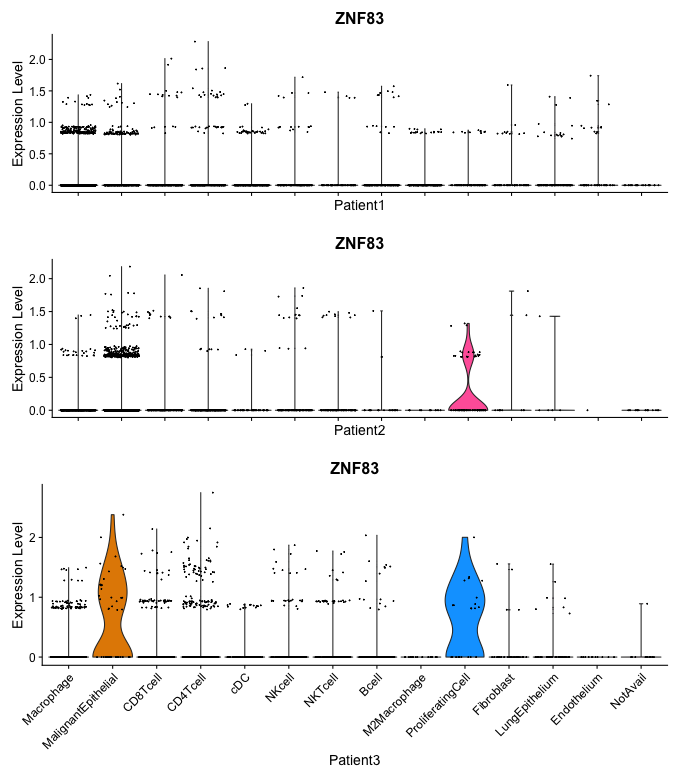 ZNF83
Expression Level
2.0
1.5
1.0
0.5
0.0
Patient1
ZNF83
Expression Level
2.0
1.5
1.0
0.5
0.0
Patient2
ZNF83
Expression Level
2
1
0
Macrophage
MalignantEpithelial
CD8Tcell
CD4Tcell
cDC
NKcell
NKTcell
Bcell
M2Macrophage
ProliferatingCell
Fibroblast
LungEpithelium
Endothelium
NotAvail
Patient3